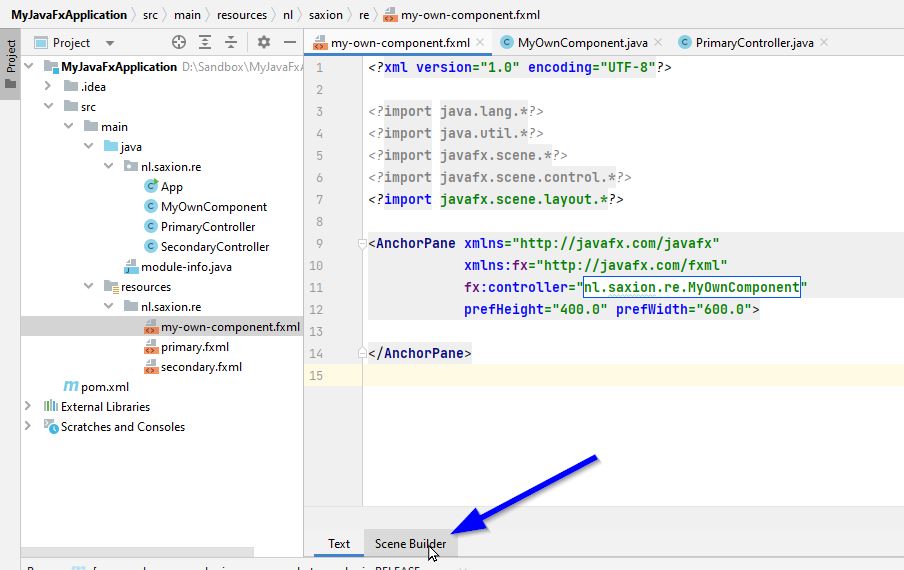 MyJavaFxApplication src main resources nl saxion re my-own-component.fxml
Project
Project
my-own-component.fxml MyOwnComponent.java PrimaryController.java
MyJavaFxApplication D:\Sandbox\MyJavaFxA
.idea
src
main
java
nl.saxion.re
App
MyOwnComponent
PrimaryController
SecondaryController
module-info.java
resources
nl.saxion.re
my-own-component.fxml
primary.fxml
secondary.fxml
pom.xml
External Libraries
Scratches and Consoles
1 <?xml version="1.0" encoding="UTF-8"?>
2
3 <?import java.lang.*?>
4 <?import java.util.*?>
5 <?import javafx.scene.*?>
6 <?import javafx.scene.control.*?>
7 <?import javafx.scene.layout.*?>
8
9 <AnchorPane xmlns="http://javafx.com/javafx"
10 xmlns:fx="http://javafx.com/fxml"
11 fx:controller="nl.saxion.re.MyOwnComponent"
12 prefHeight="400.0" prefWidth="600.0">
13
14 </AnchorPane>
15
Text Scene Builder